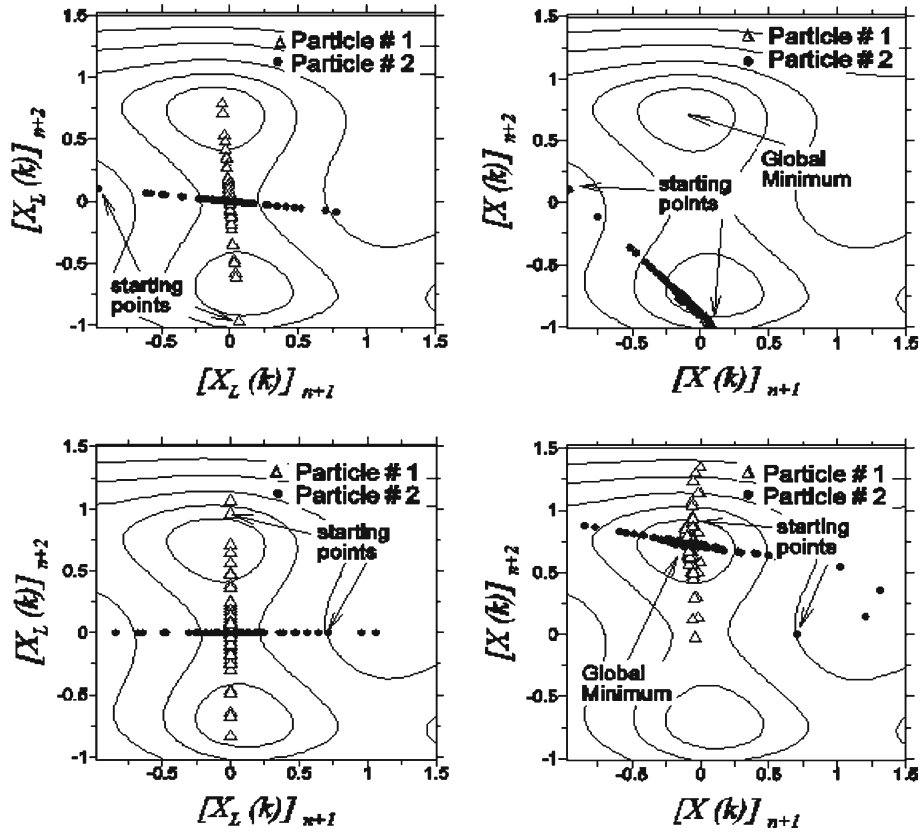 1.5
1
0.5
0
-0.5
-1
-0.5
0
0.5
1
1.5
Particle # 1
Particle # 2
starting
points
[X_L (k)]_{n+2}
[X_L (k)]_{n+1}
1.5
1
0.5
0
-0.5
-1
-0.5
0
0.5
1
1.5
Particle # 1
Particle # 2
Global
Minimum
starting
points
[X (k)]_{n+2}
[X (k)]_{n+1}
1.5
1
0.5
0
-0.5
-1
-0.5
0
0.5
1
1.5
Particle # 1
Particle # 2
starting
points
[X_L (k)]_{n+2}
[X_L (k)]_{n+1}
1.5
1
0.5
0
-0.5
-1
-0.5
0
0.5
1
1.5
Particle # 1
Particle # 2
starting
points
Global
Minimum
[X (k)]_{n+2}
[X (k)]_{n+1}